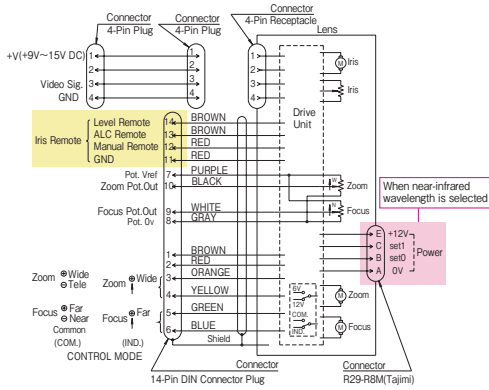 Connector
4-Pin Plug
Connector
4-Pin Plug
Connector
4-Pin Receptacle
Lens
+V(+9V~15V DC) 1 1 1
2 2 2
Video Sig. 3 3 3
GND 4 4 4
M Iris
Iris
Drive
Unit
Iris Remote
Level Remote 14 BROWN
ALC Remote 13 BROWN
Manual Remote 12 RED
GND 11 RED
Pot. Vref 7 PURPLE
Zoom Pot.Out 10 BLACK
W Zoom
Focus Pot.Out 9 WHITE
Pot. 0v 8 GRAY
N Focus
When near-infrared
wavelength is selected
E +12V
C set1
B set0
A 0V
Power
1 BROWN
2 RED
Zoom ⊕Wide
⊖Tele
Zoom ⊕Wide
3 ORANGE
4 YELLOW
6V
12V
M Zoom
Focus ⊕Far
⊖Near
Focus ⊕Far
5 GREEN
6 BLUE
COM.
IND.
M Focus
Common
(COM.) (IND.)
Shield
CONTROL MODE
Connector
14-Pin DIN Connector Plug
Connector
R29-R8M(Tajimi)